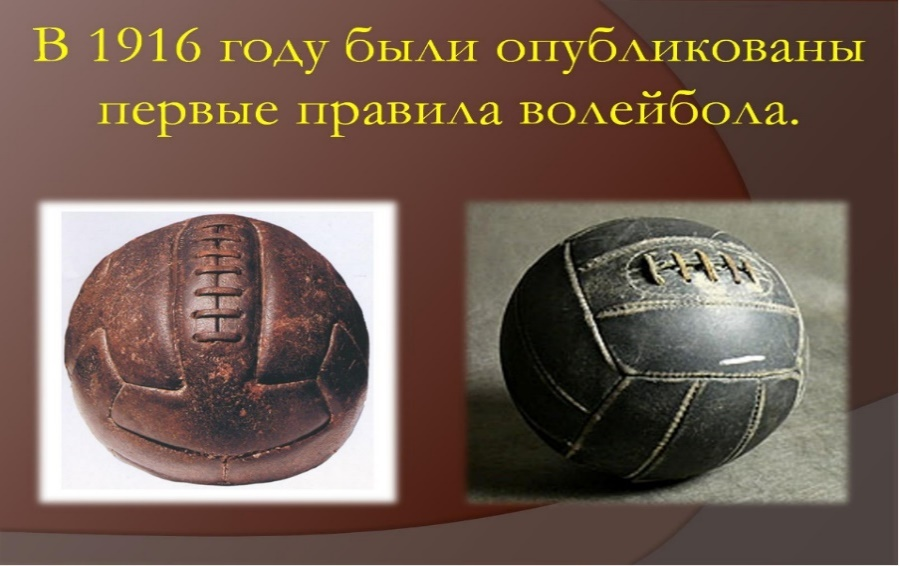 В 1916 году были опубликованы
первые правила волейбола.